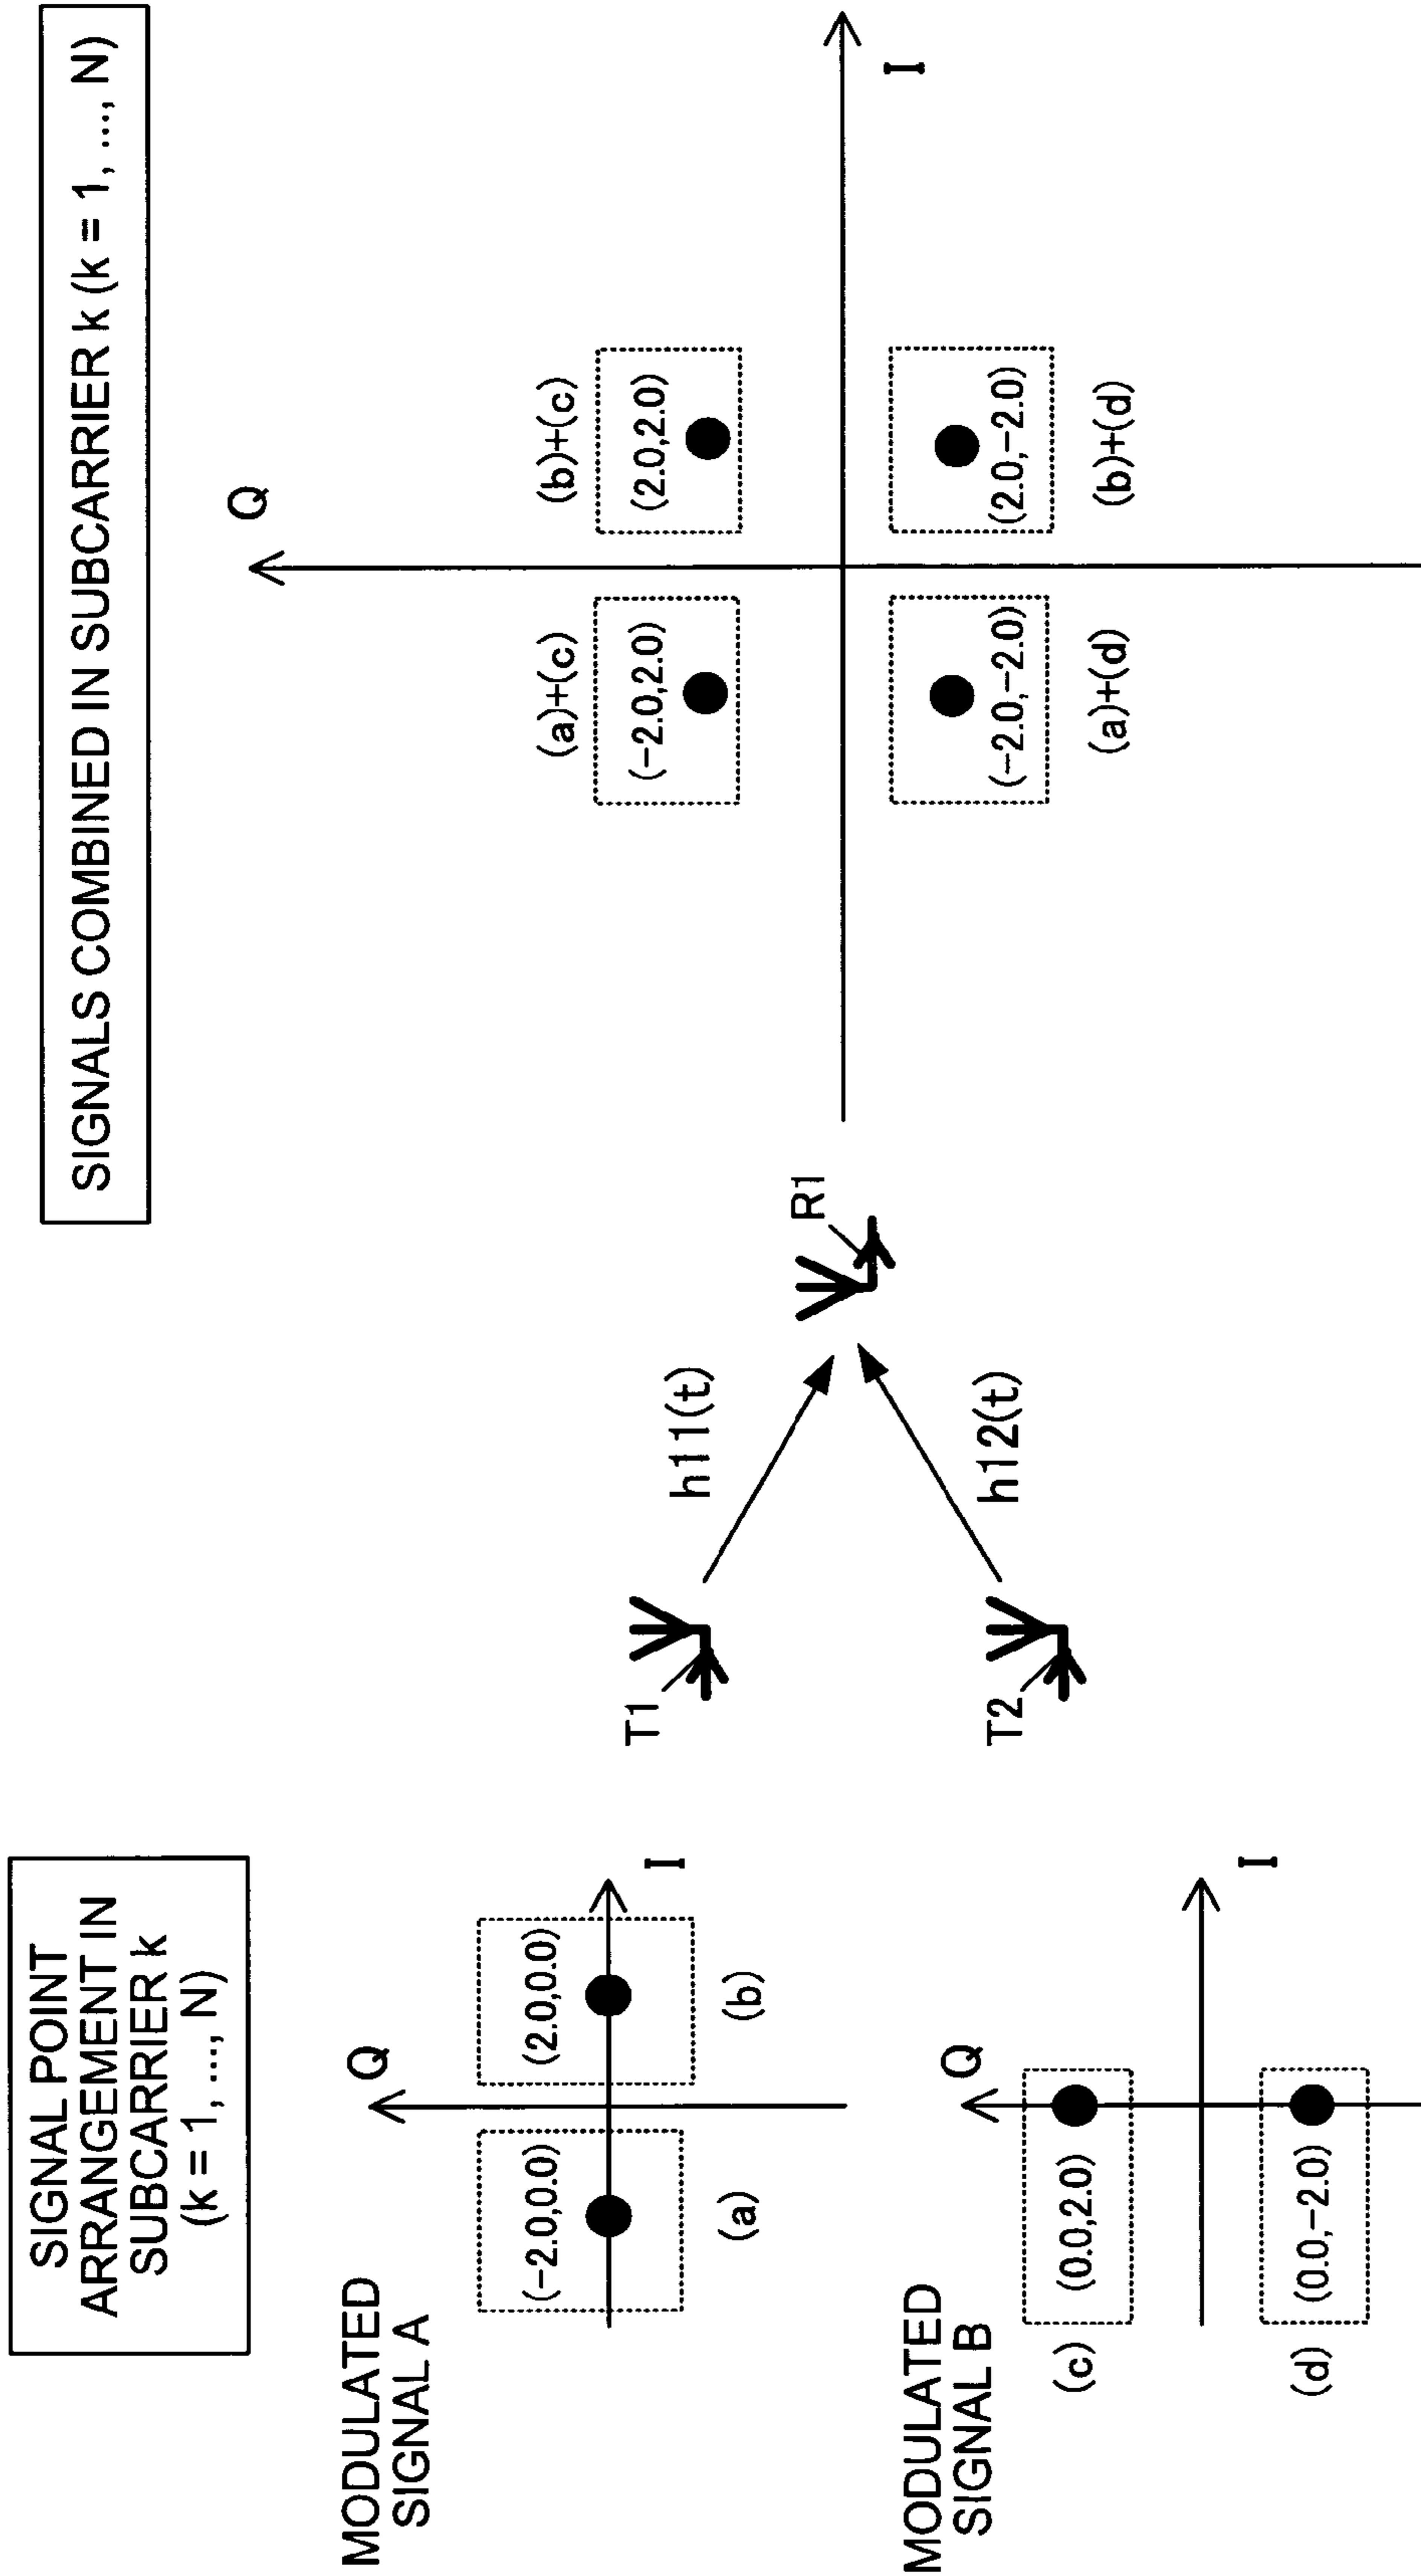 SIGNAL POINT
ARRANGEMENT IN
SUBCARRIER k
(k = 1, ..., N)
MODULATED
SIGNAL A
Q
I
(-2.0,0.0)
(2.0,0.0)
(a)
(b)
MODULATED
SIGNAL B
Q
I
(c)
(0.0,2.0)
(d)
(0.0,-2.0)
T1
T2
h11(t)
h12(t)
R1
SIGNALS COMBINED IN SUBCARRIER k (k = 1, ..., N)
Q
I
(a)+(c)
(-2.0,2.0)
(b)+(c)
(2.0,2.0)
(-2.0,-2.0)
(a)+(d)
(2.0,-2.0)
(b)+(d)